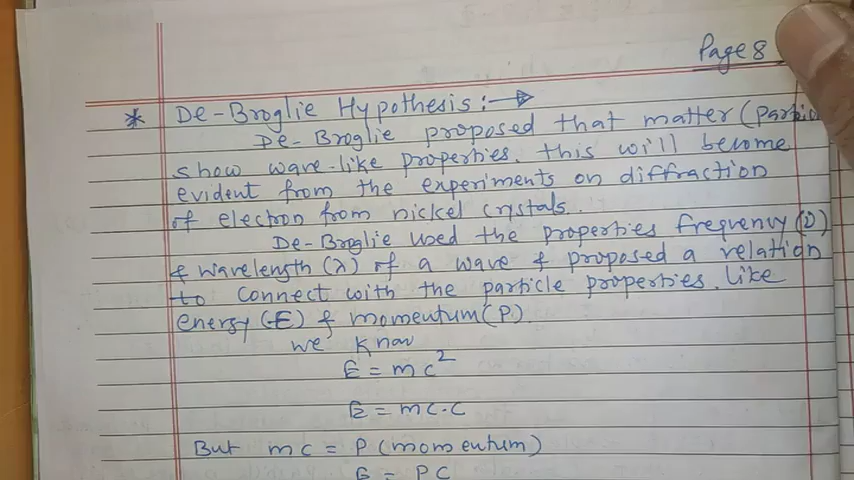 Page 8
* De-Broglie Hypothesis:→
De-Broglie proposed that matter (
show wave-like properties. this will become
evident from the experiments on diffraction
of electron from nickel crystals.
De-Broglie used the properties frequency (ν)
& wavelength (λ) of a wave & proposed a relation
to connect with the particle properties. like
energy (E) & momentum (P)
we know
E = mc²
E = mc.c
But mc = P (momentum)
E = PC